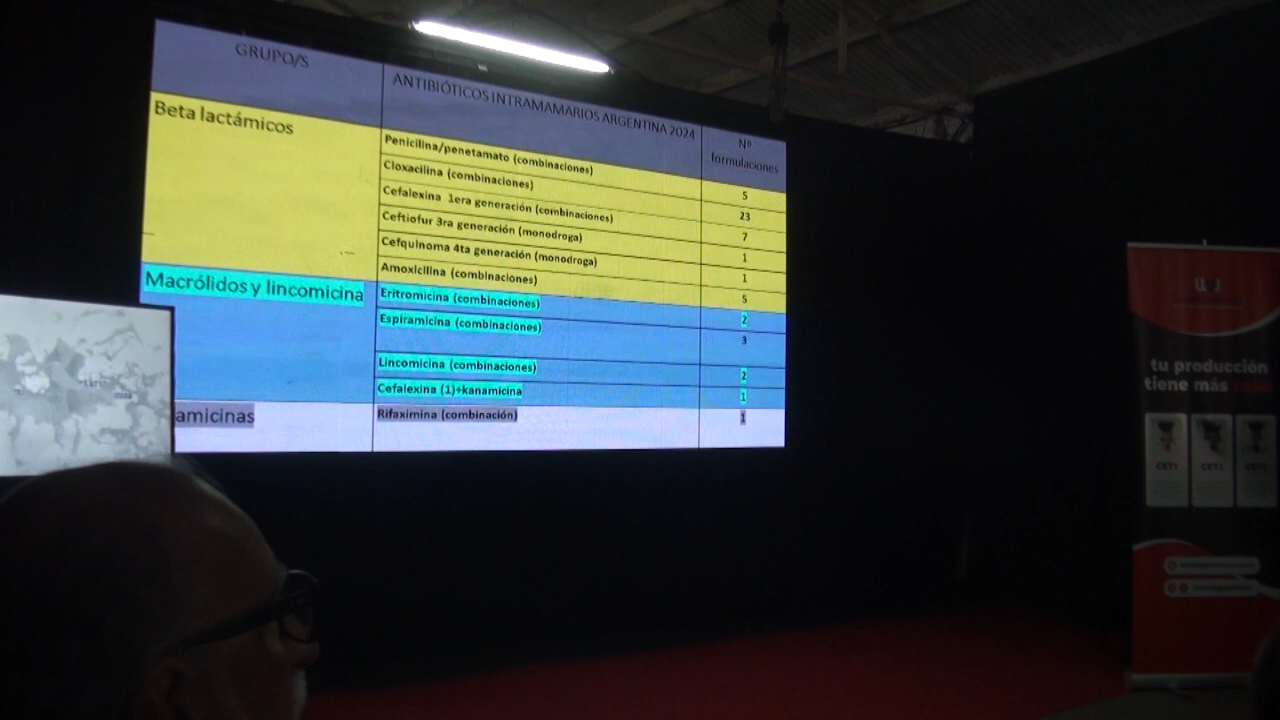 GRUPO/S
ANTIBIÓTICOS INTRAMAMARIOS ARGENTINA 2024
Nº
formulaciones
Beta lactámicos
Penicilina/penetamato (combinaciones)
5
Cloxacilina (combinaciones)
23
Cefalexina 1era generación (combinaciones)
7
Ceftiofur 3ra generación (monodroga)
1
Cefquinoma 4ta generación (monodroga)
1
Amoxicilina (combinaciones)
5
Macrólidos y lincomicina
Eritromicina (combinaciones)
2
Espiramicina (combinaciones)
3
Lincomicina (combinaciones)
2
Cefalexina (1)+kanamicina
1
amicinas
Rifaximina (combinación)
1
tu producción
tiene más